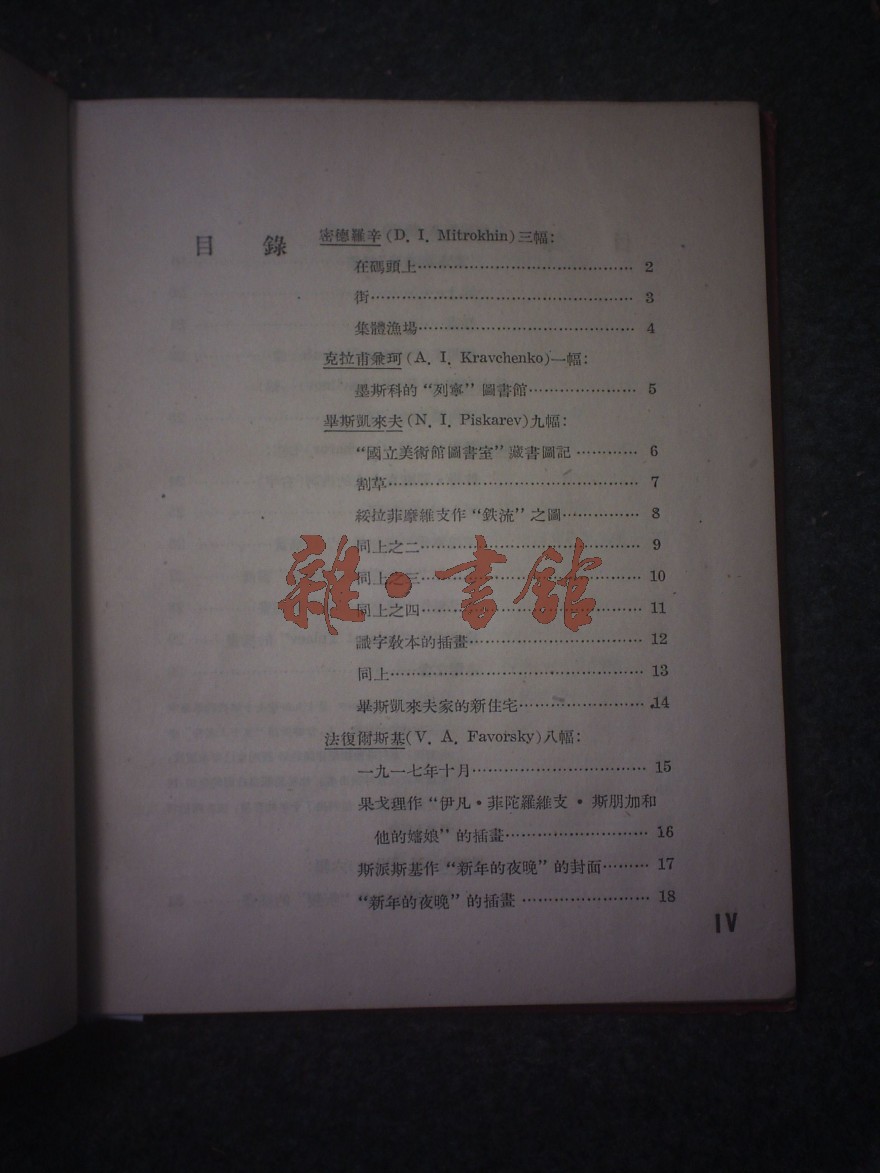 目 錄
密德羅辛(D. I. Mitrokhin)三幅:
在碼頭上…………………………………… 2
街…………………………………………… 3
集體漁場…………………………………… 4
克拉甫兼珂(A. I. Kravchenko)一幅:
墨斯科的“列寧”圖書館………………… 5
畢斯凱來夫(N. I. Piskarev)九幅:
“國立美術館圖書室”藏書圖記………… 6
割草………………………………………… 7
綏拉菲摩維支作“鉄流”之圖…………… 8
同上之二…………………………………… 9
同上之三…………………………………… 10
同上之四…………………………………… 11
識字敎本的插畫…………………………… 12
同上………………………………………… 13
畢斯凱來夫家的新住宅…………………… 14
法復爾斯基(V. A. Favorsky)八幅:
一九一七年十月…………………………… 15
果戈理作“伊凡·菲陀羅維支·斯朋加和
他的嬸娘”的插畫……………………… 16
斯派斯基作“新年的夜晚”的封面……… 17
“新年的夜晚”的插畫…………………… 18
IV
雜·書館